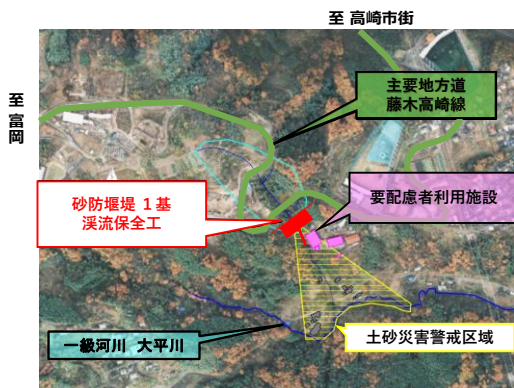 至 高崎市街
至 富岡
主要地方道
藤木高崎線
砂防堰堤 1基
渓流保全工
要配慮者利用施設
一級河川 大平川
土砂災害警戒区域